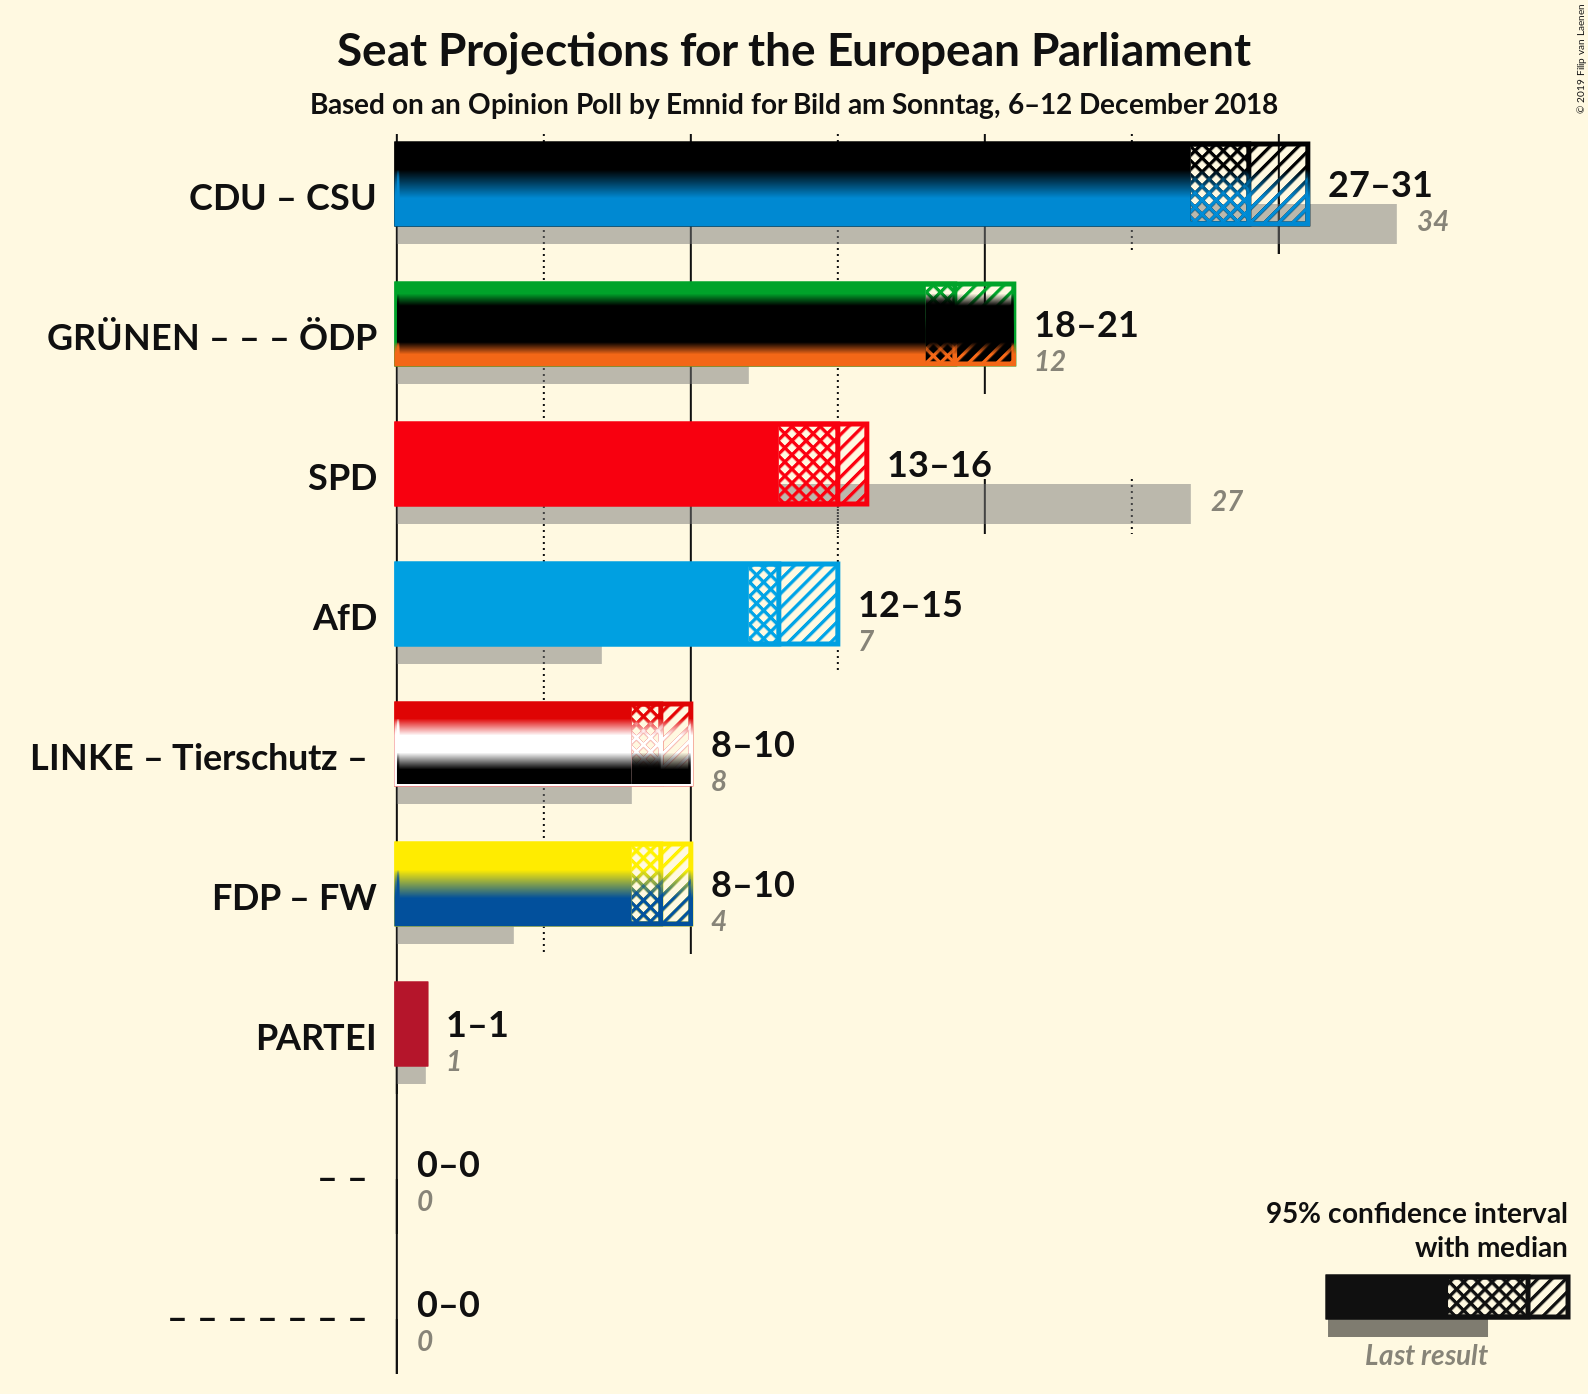 Seat Projections for the European Parliament
Based on an Opinion Poll by Emnid for Bild am Sonntag, 6–12 December 2018
© 2019 Filip van Laenen
CDU – CSU
27–31
34
GRÜNEN – – – ÖDP
18–21
12
SPD
13–16
27
AfD
12–15
7
LINKE – Tierschutz –
8–10
8
FDP – FW
8–10
4
PARTEI
1–1
1
– –
0–0
0
– – – – – – –
0–0
0
95% confidence interval
with median
Last result